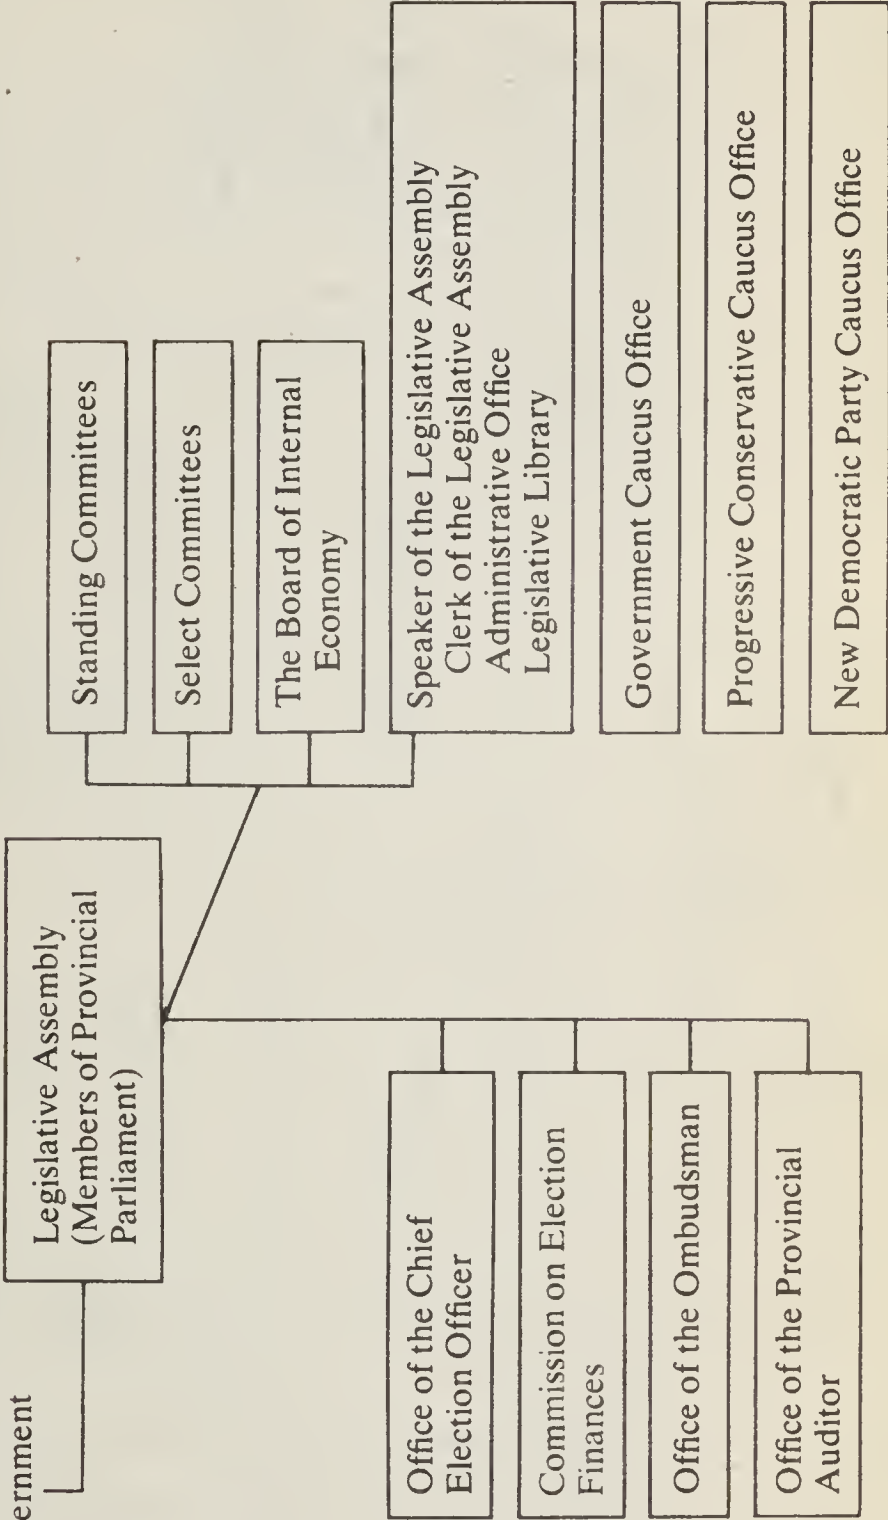 ernment
Legislative Assembly
(Members of Provincial
Parliament)
Standing Committees
Select Committees
The Board of Internal
Economy
Speaker of the Legislative Assembly
Clerk of the Legislative Assembly
Administrative Office
Legislative Library
Government Caucus Office
Progressive Conservative Caucus Office
New Democratic Party Caucus Office
Office of the Chief
Election Officer
Commission on Election
Finances
Office of the Ombudsman
Office of the Provincial
Auditor